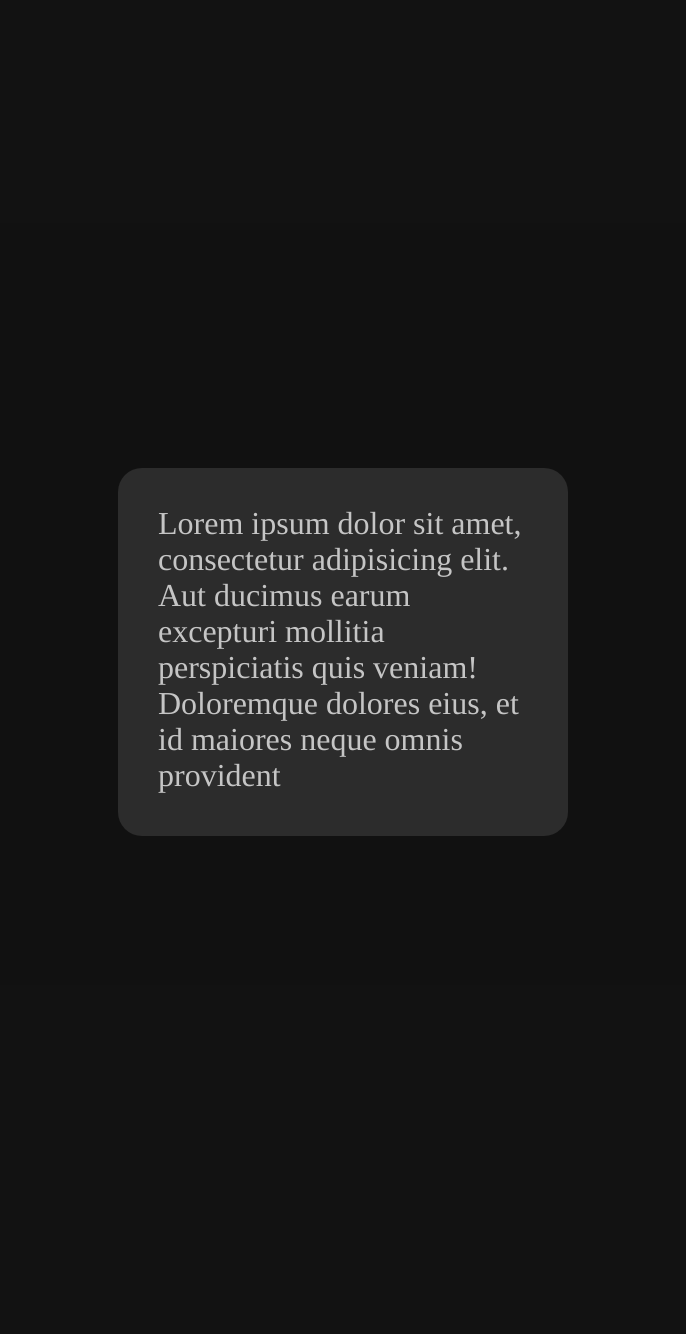 Lorem ipsum dolor sit amet,
consectetur adipisicing elit.
Aut ducimus earum
excepturi mollitia
perspiciatis quis veniam!
Doloremque dolores eius, et
id maiores neque omnis
provident